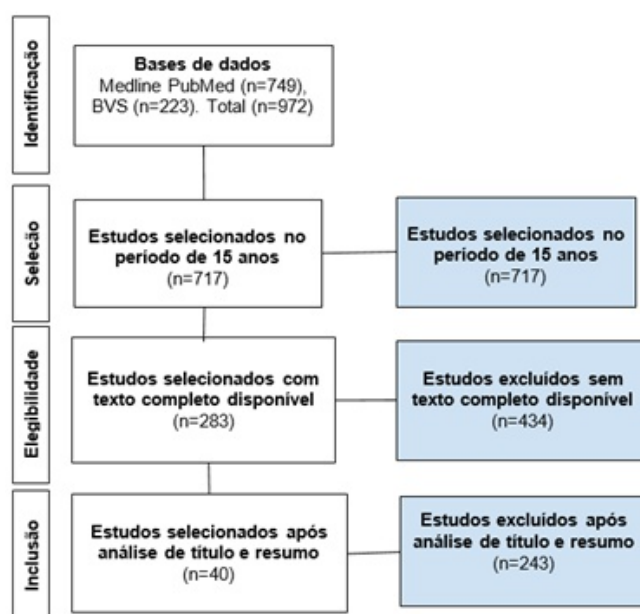 Identificação
Bases de dados
Medline PubMed (n=749),
BVS (n=223). Total (n=972)
Seleção
Estudos selecionados no
período de 15 anos
(n=717)
Estudos selecionados no
período de 15 anos
(n=717)
Elegibilidade
Estudos selecionados com
texto completo disponível
(n=283)
Estudos excluídos sem
texto completo disponível
(n=434)
Inclusão
Estudos selecionados após
análise de título e resumo
(n=40)
Estudos excluídos após
análise de título e resumo
(n=243)